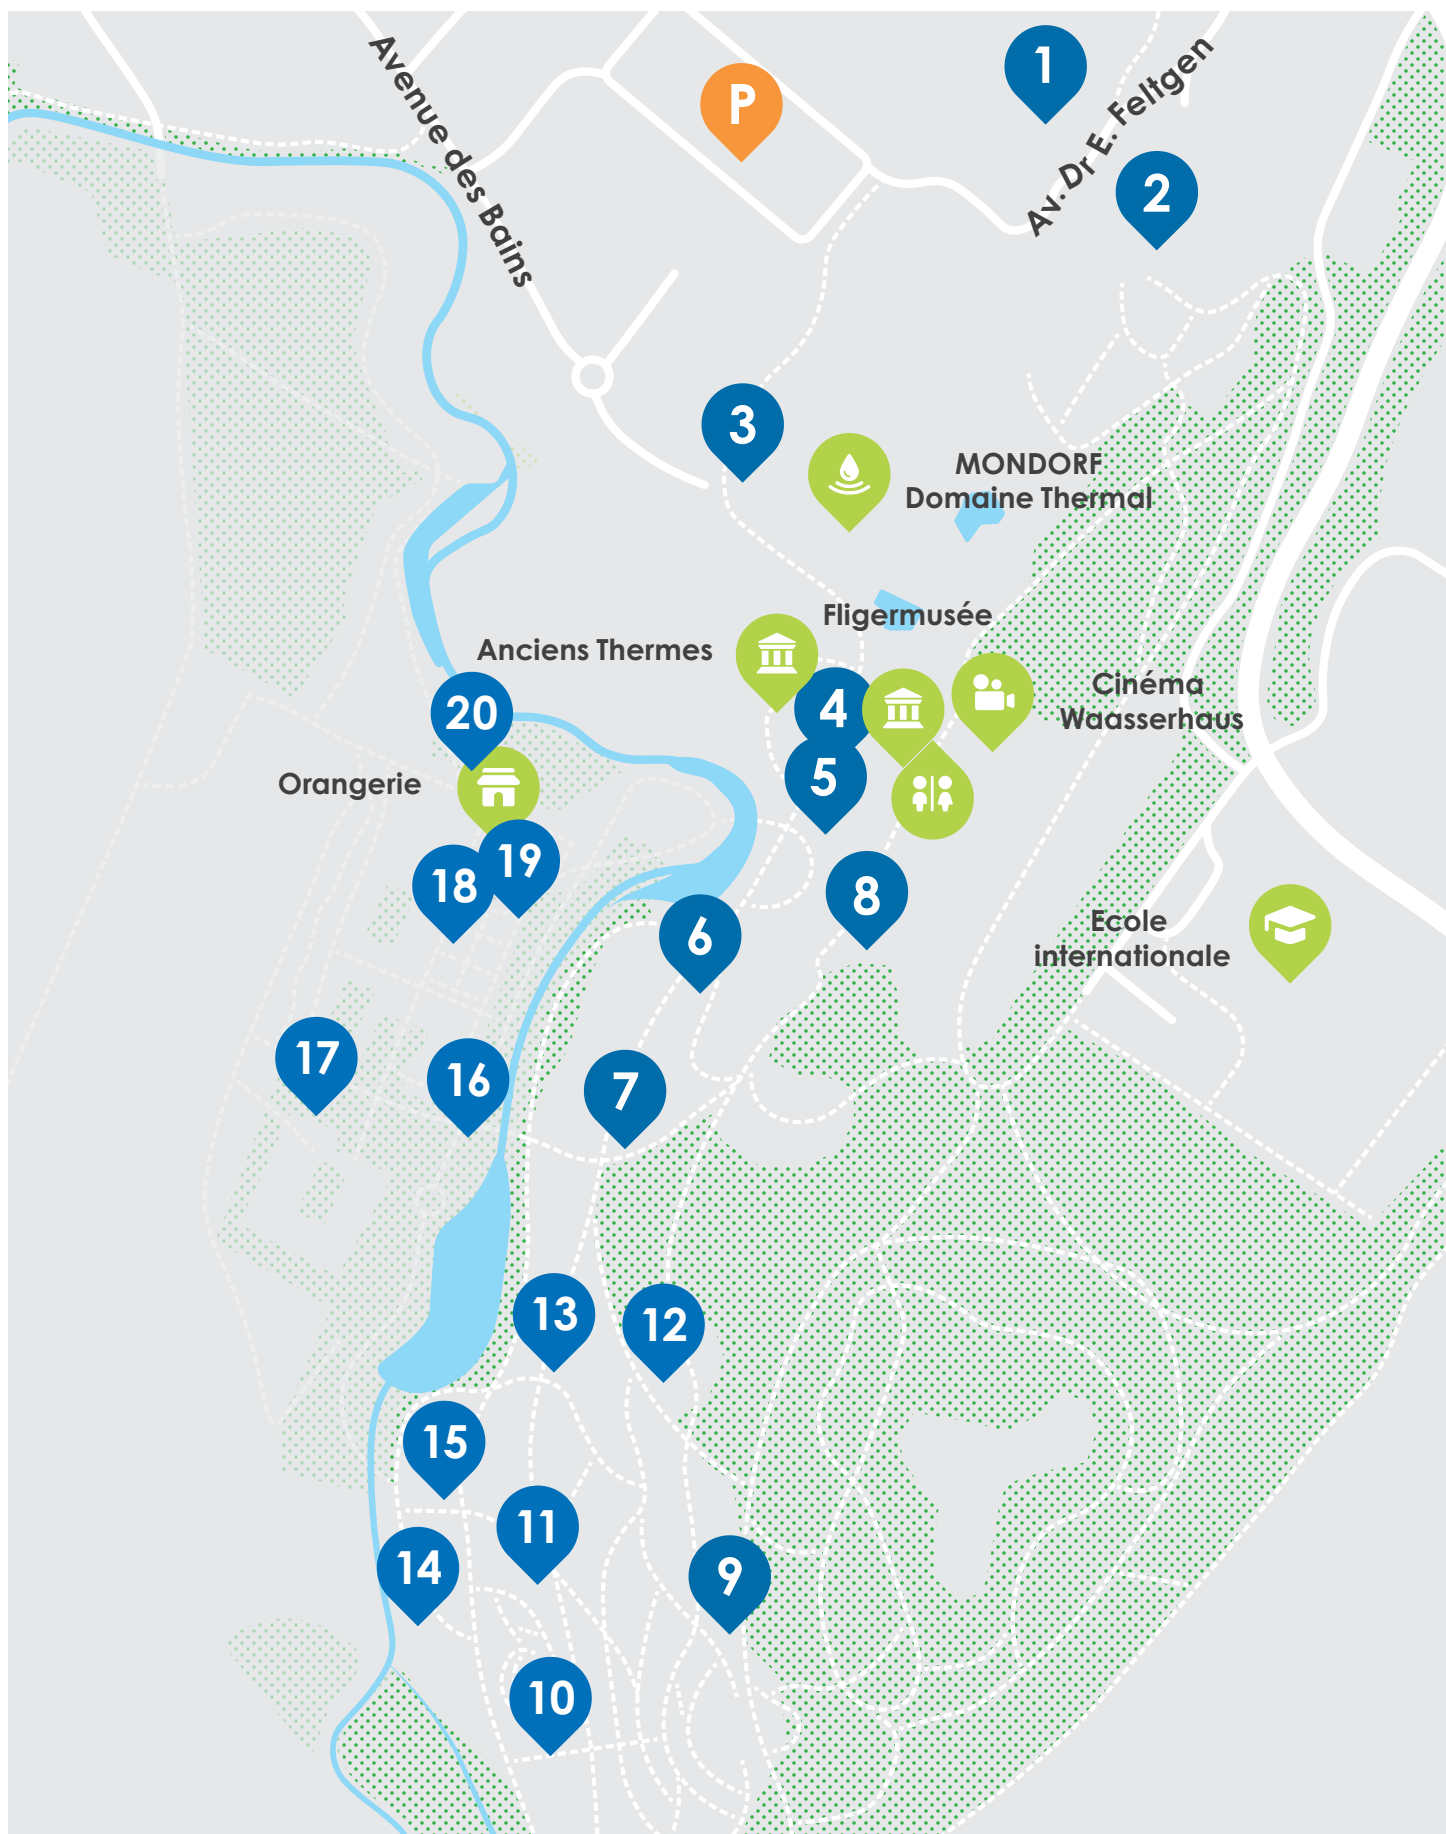 1
Avenue des Bains
P
Av. Dr E. Feltgen
2
3
MONDORF
Domaine Thermal
Fligermusée
Anciens Thermes
4
Cinéma
Waasserhaus
20
5
Orangerie
19
18
8
6
Ecole
internationale
17
16
7
13
12
15
11
14
9
10